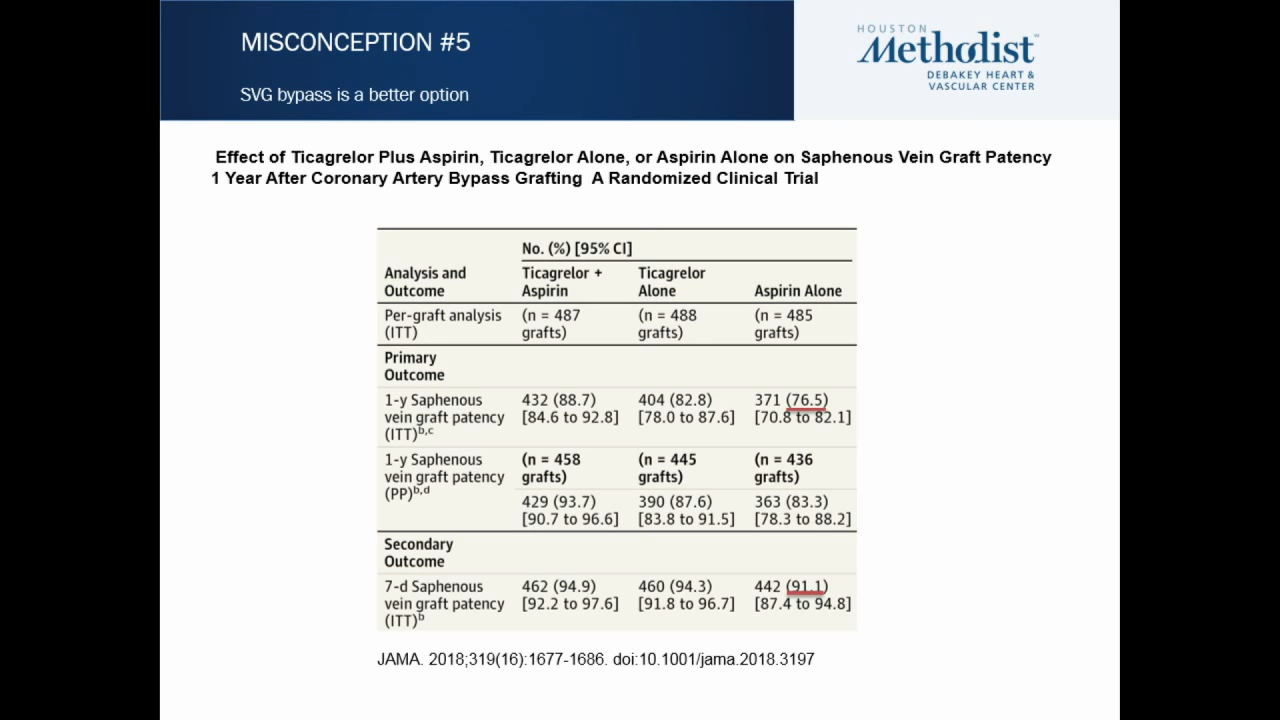 MISCONCEPTION #5
SVG bypass is a better option
HOUSTON
Methodist
DEBAKEY HEART &
VASCULAR CENTER
Effect of Ticagrelor Plus Aspirin, Ticagrelor Alone, or Aspirin Alone on Saphenous Vein Graft Patency
1 Year After Coronary Artery Bypass Grafting A Randomized Clinical Trial
No. (%) [95% CI]
Analysis and
Outcome
Ticagrelor +
Aspirin
Ticagrelor
Alone
Aspirin Alone
Per-graft analysis
(ITT)
(n = 487
grafts)
(n = 488
grafts)
(n = 485
grafts)
Primary
Outcome
1-y Saphenous
vein graft patency
(ITT)b,c
432 (88.7)
[84.6 to 92.8]
404 (82.8)
[78.0 to 87.6]
371 (76.5)
[70.8 to 82.1]
1-y Saphenous
vein graft patency
(PP)b,d
(n = 458
grafts)
(n = 445
grafts)
(n = 436
grafts)
429 (93.7)
[90.7 to 96.6]
390 (87.6)
[83.8 to 91.5]
363 (83.3)
[78.3 to 88.2]
Secondary
Outcome
7-d Saphenous
vein graft patency
(ITT)b
462 (94.9)
[92.2 to 97.6]
460 (94.3)
[91.8 to 96.7]
442 (91.1)
[87.4 to 94.8]
JAMA. 2018;319(16):1677-1686. doi:10.1001/jama.2018.3197